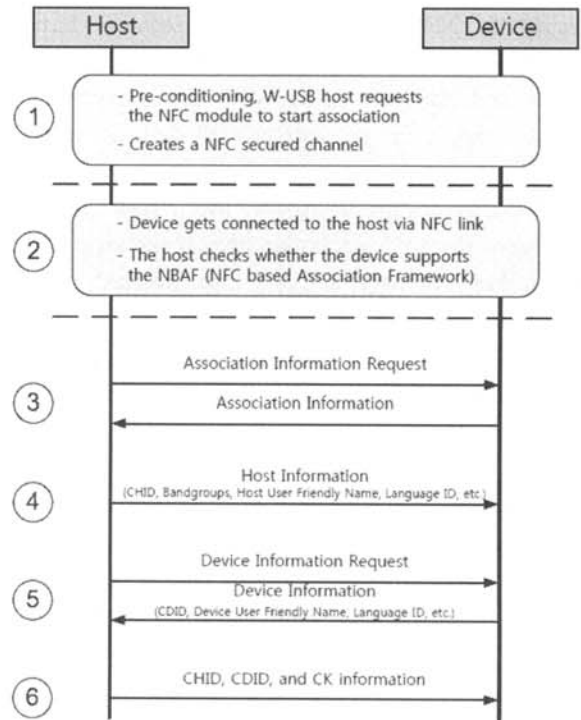 Host
Device
1
- Pre-conditioning, W-USB host requests
the NFC module to start association
- Creates a NFC secured channel
2
- Device gets connected to the host via NFC link
- The host checks whether the device supports
the NBAF (NFC based Association Framework)
3
Association Information Request
Association Information
4
Host Information
(CHID, Bandgroups, Host User Friendly Name, Language ID, etc.)
5
Device Information Request
Device Information
(CDID, Device User Friendly Name, Language ID, etc.)
6
CHID, CDID, and CK information